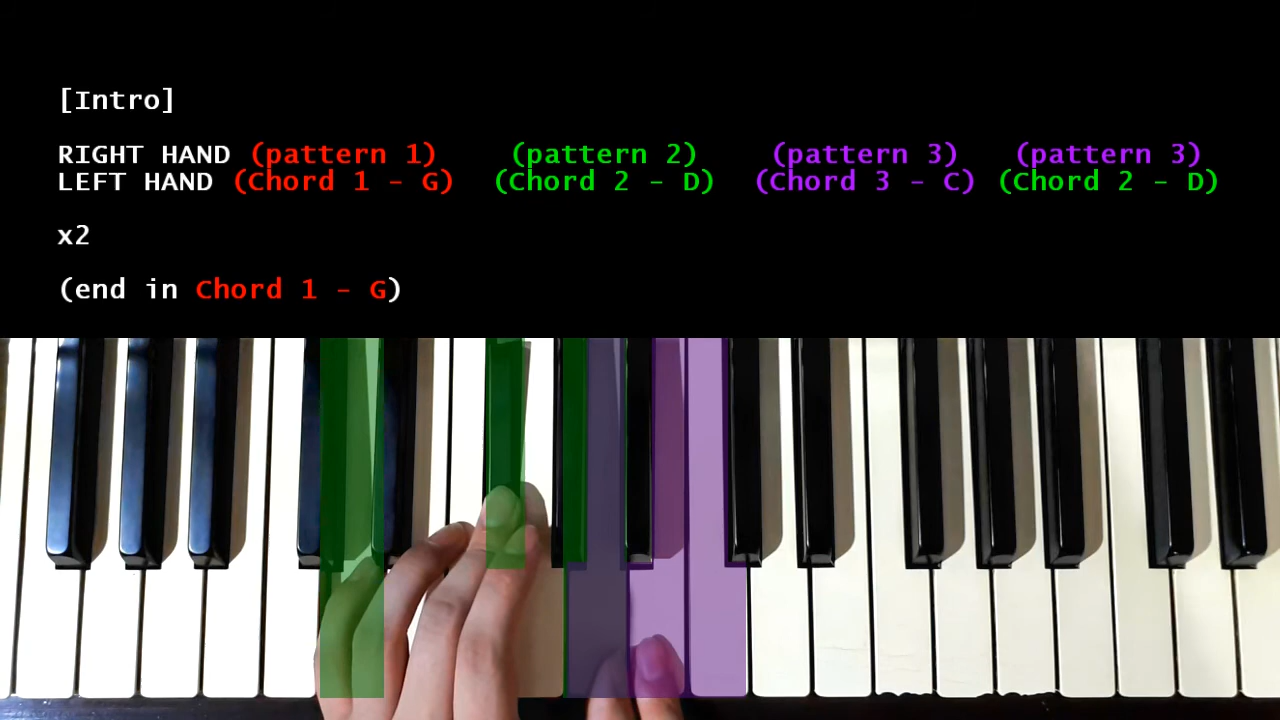 [Intro]
RIGHT HAND (pattern 1) (pattern 2) (pattern 3) (pattern 3)
LEFT HAND (Chord 1 – G) (Chord 2 – D) (Chord 3 – C) (Chord 2 – D)
x2
(end in Chord 1 – G)